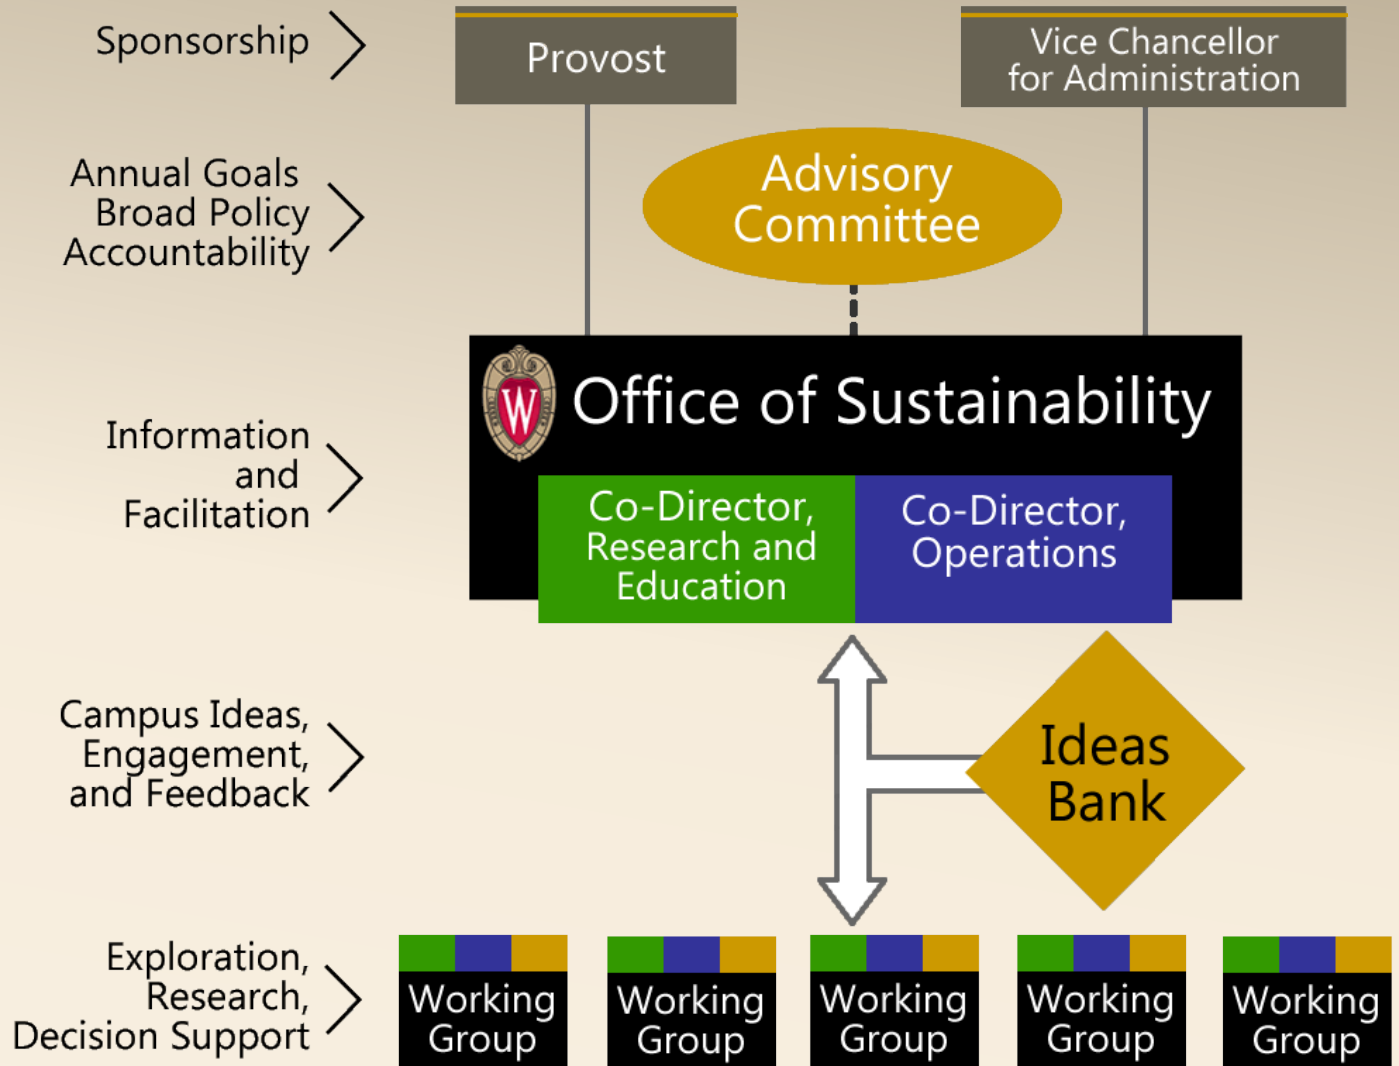 Sponsorship
Provost
Vice Chancellor
for Administration
Annual Goals
Broad Policy
Accountability
Advisory
Committee
W
Office of Sustainability
Information
and
Facilitation
Co-Director,
Research and
Education
Co-Director,
Operations
Campus Ideas,
Engagement,
and Feedback
Ideas
Bank
Exploration,
Research,
Decision Support
Working
Group
Working
Group
Working
Group
Working
Group
Working
Group